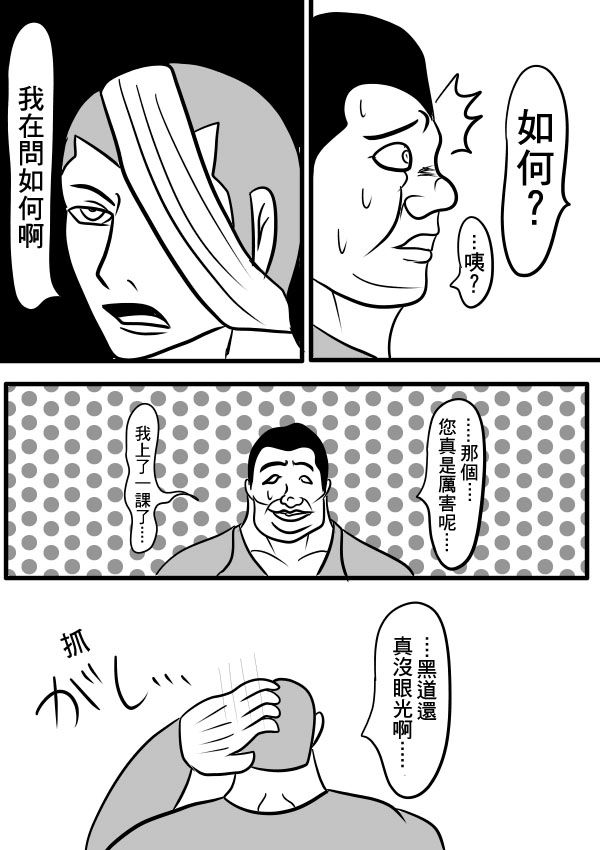 如何？
…咦？
我在問如何啊
……那個…
您真是厲害呢……
我上了一課了……
……黑道還
真沒眼光啊……
抓
がしぃ…